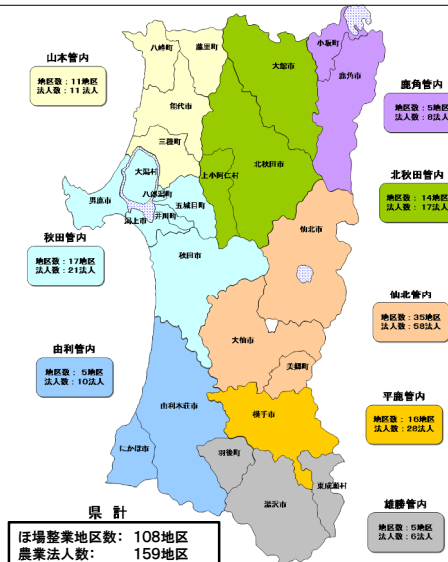 山本管内
地区数：11地区
法人数：11法人
八峰町
藤里町
能代市
三種町
大館市
小坂町
鹿角市
鹿角管内
地区数：5地区
法人数：8法人
北秋田市
上小阿仁村
北秋田管内
地区数：14地区
法人数：17法人
大潟村
八郎潟町
男鹿市
五城目町
井川町
潟上市
秋田市
秋田管内
地区数：17地区
法人数：21法人
仙北市
大仙市
美郷町
仙北管内
地区数：35地区
法人数：58法人
由利管内
地区数：5地区
法人数：10法人
由利本荘市
にかほ市
横手市
平鹿管内
地区数：16地区
法人数：28法人
羽後町
湯沢市
東成瀬村
雄勝管内
地区数：5地区
法人数：6法人
県計
ほ場整業地区数：108地区
農業法人数：159地区